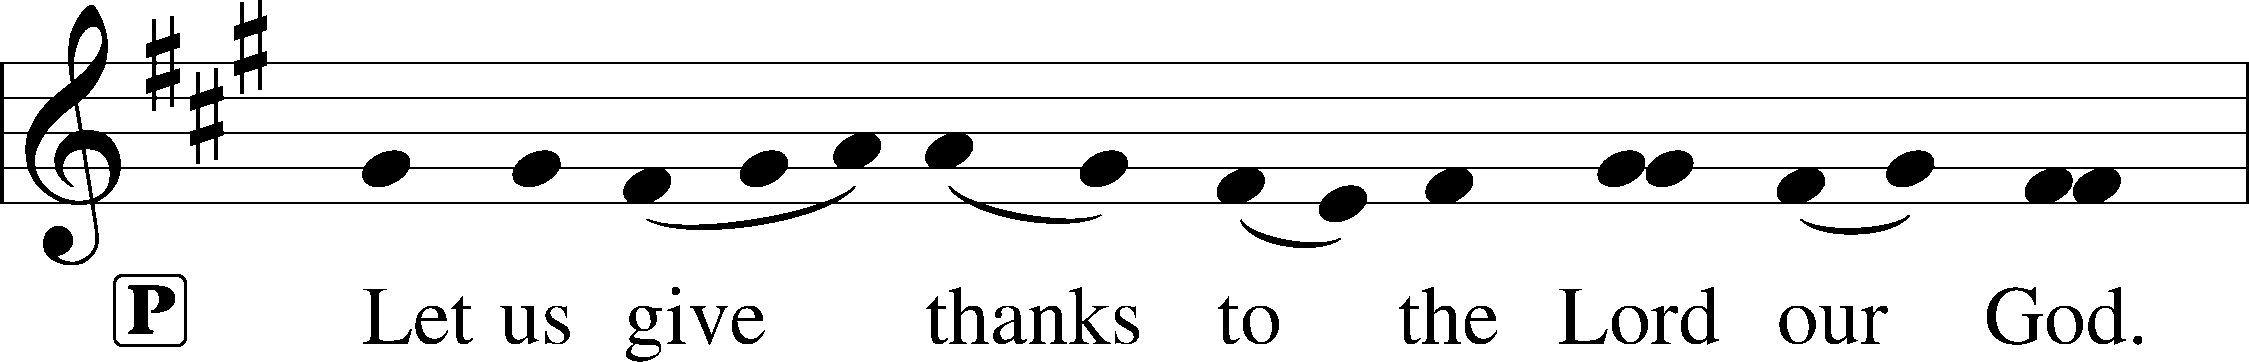 P Let us give thanks to the Lord our God.